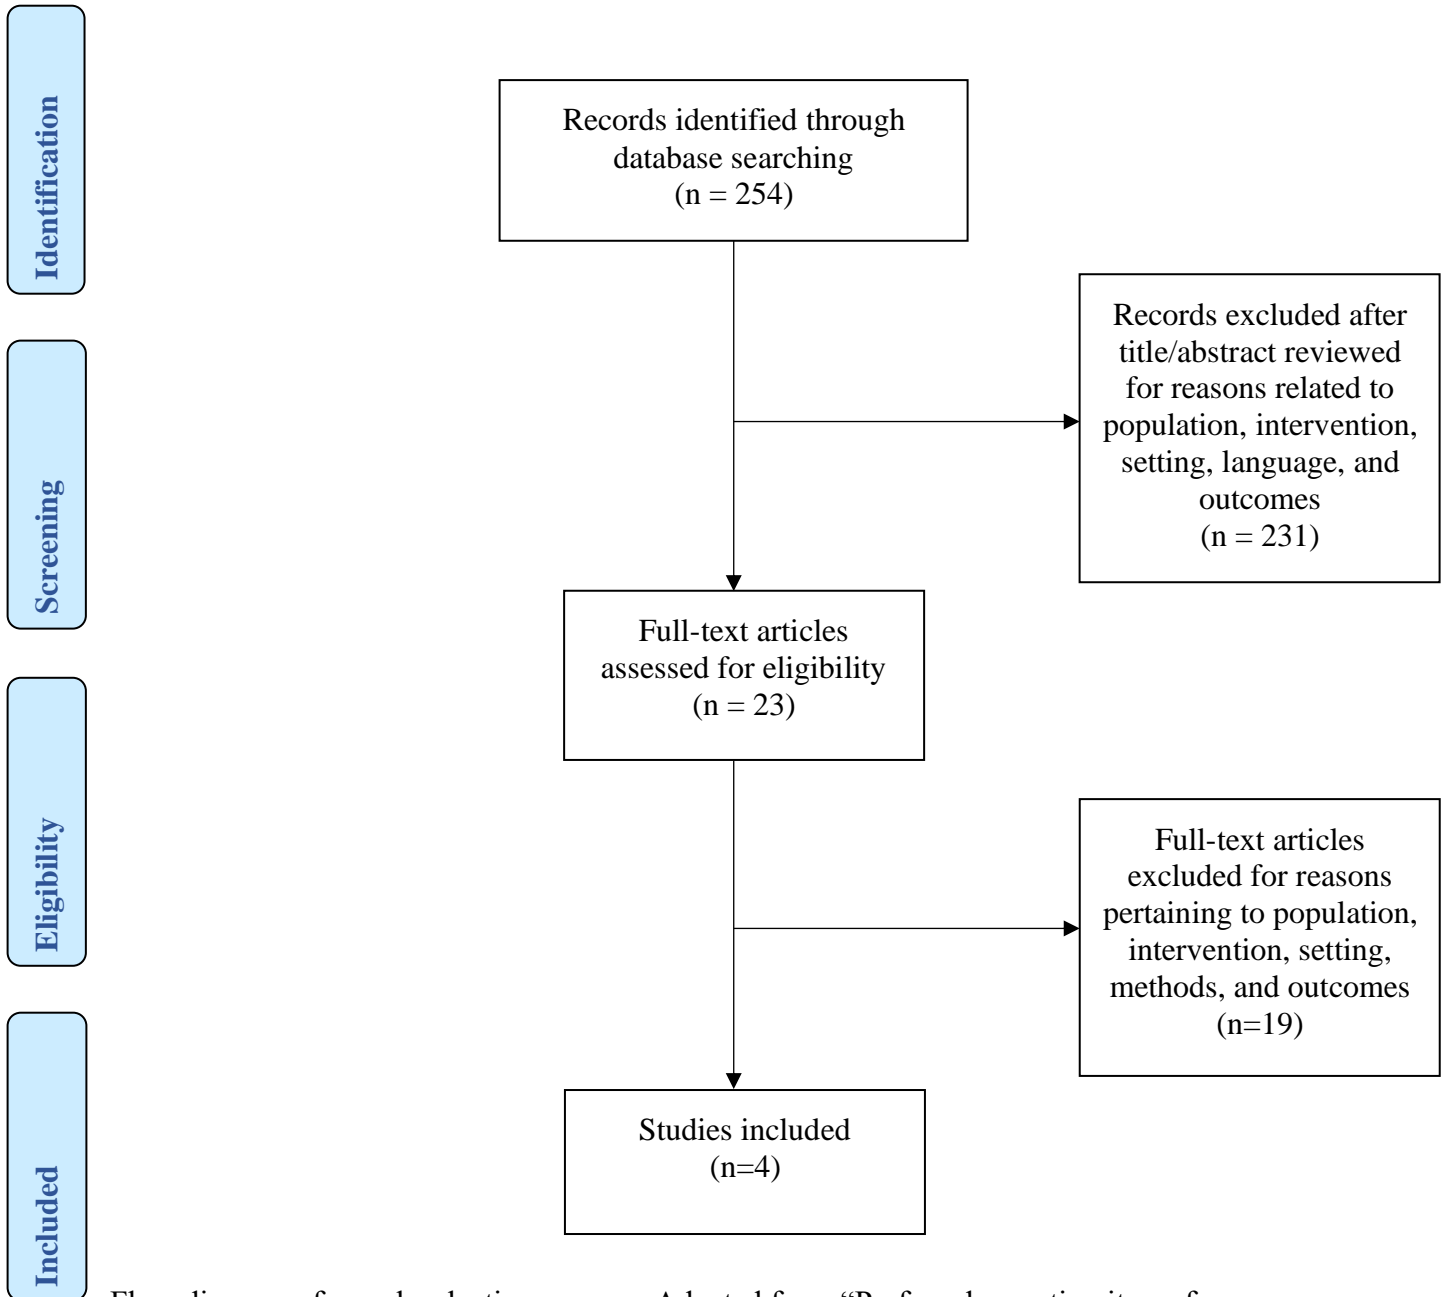 Identification
Records identified through
database searching
(n = 254)
Records excluded after
title/abstract reviewed
for reasons related to
population, intervention,
setting, language, and
outcomes
(n = 231)
Screening
Full-text articles
assessed for eligibility
(n = 23)
Eligibility
Full-text articles
excluded for reasons
pertaining to population,
intervention, setting,
methods, and outcomes
(n=19)
Studies included
(n=4)
Included